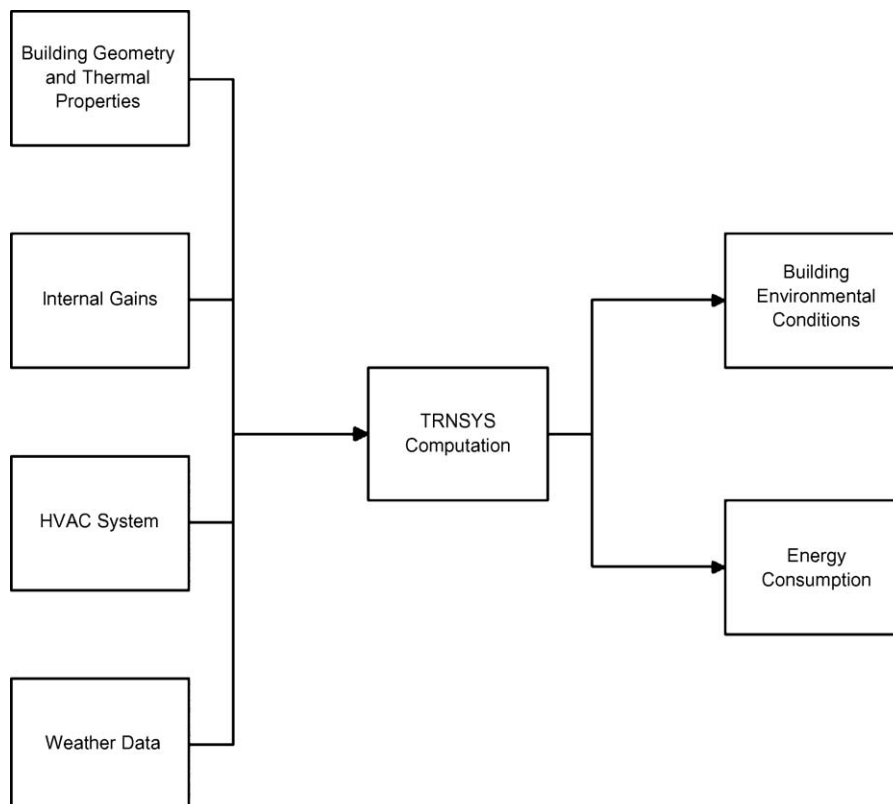 Building Geometry
and Thermal
Properties
Internal Gains
HVAC System
Weather Data
TRNSYS
Computation
Building
Environmental
Conditions
Energy
Consumption